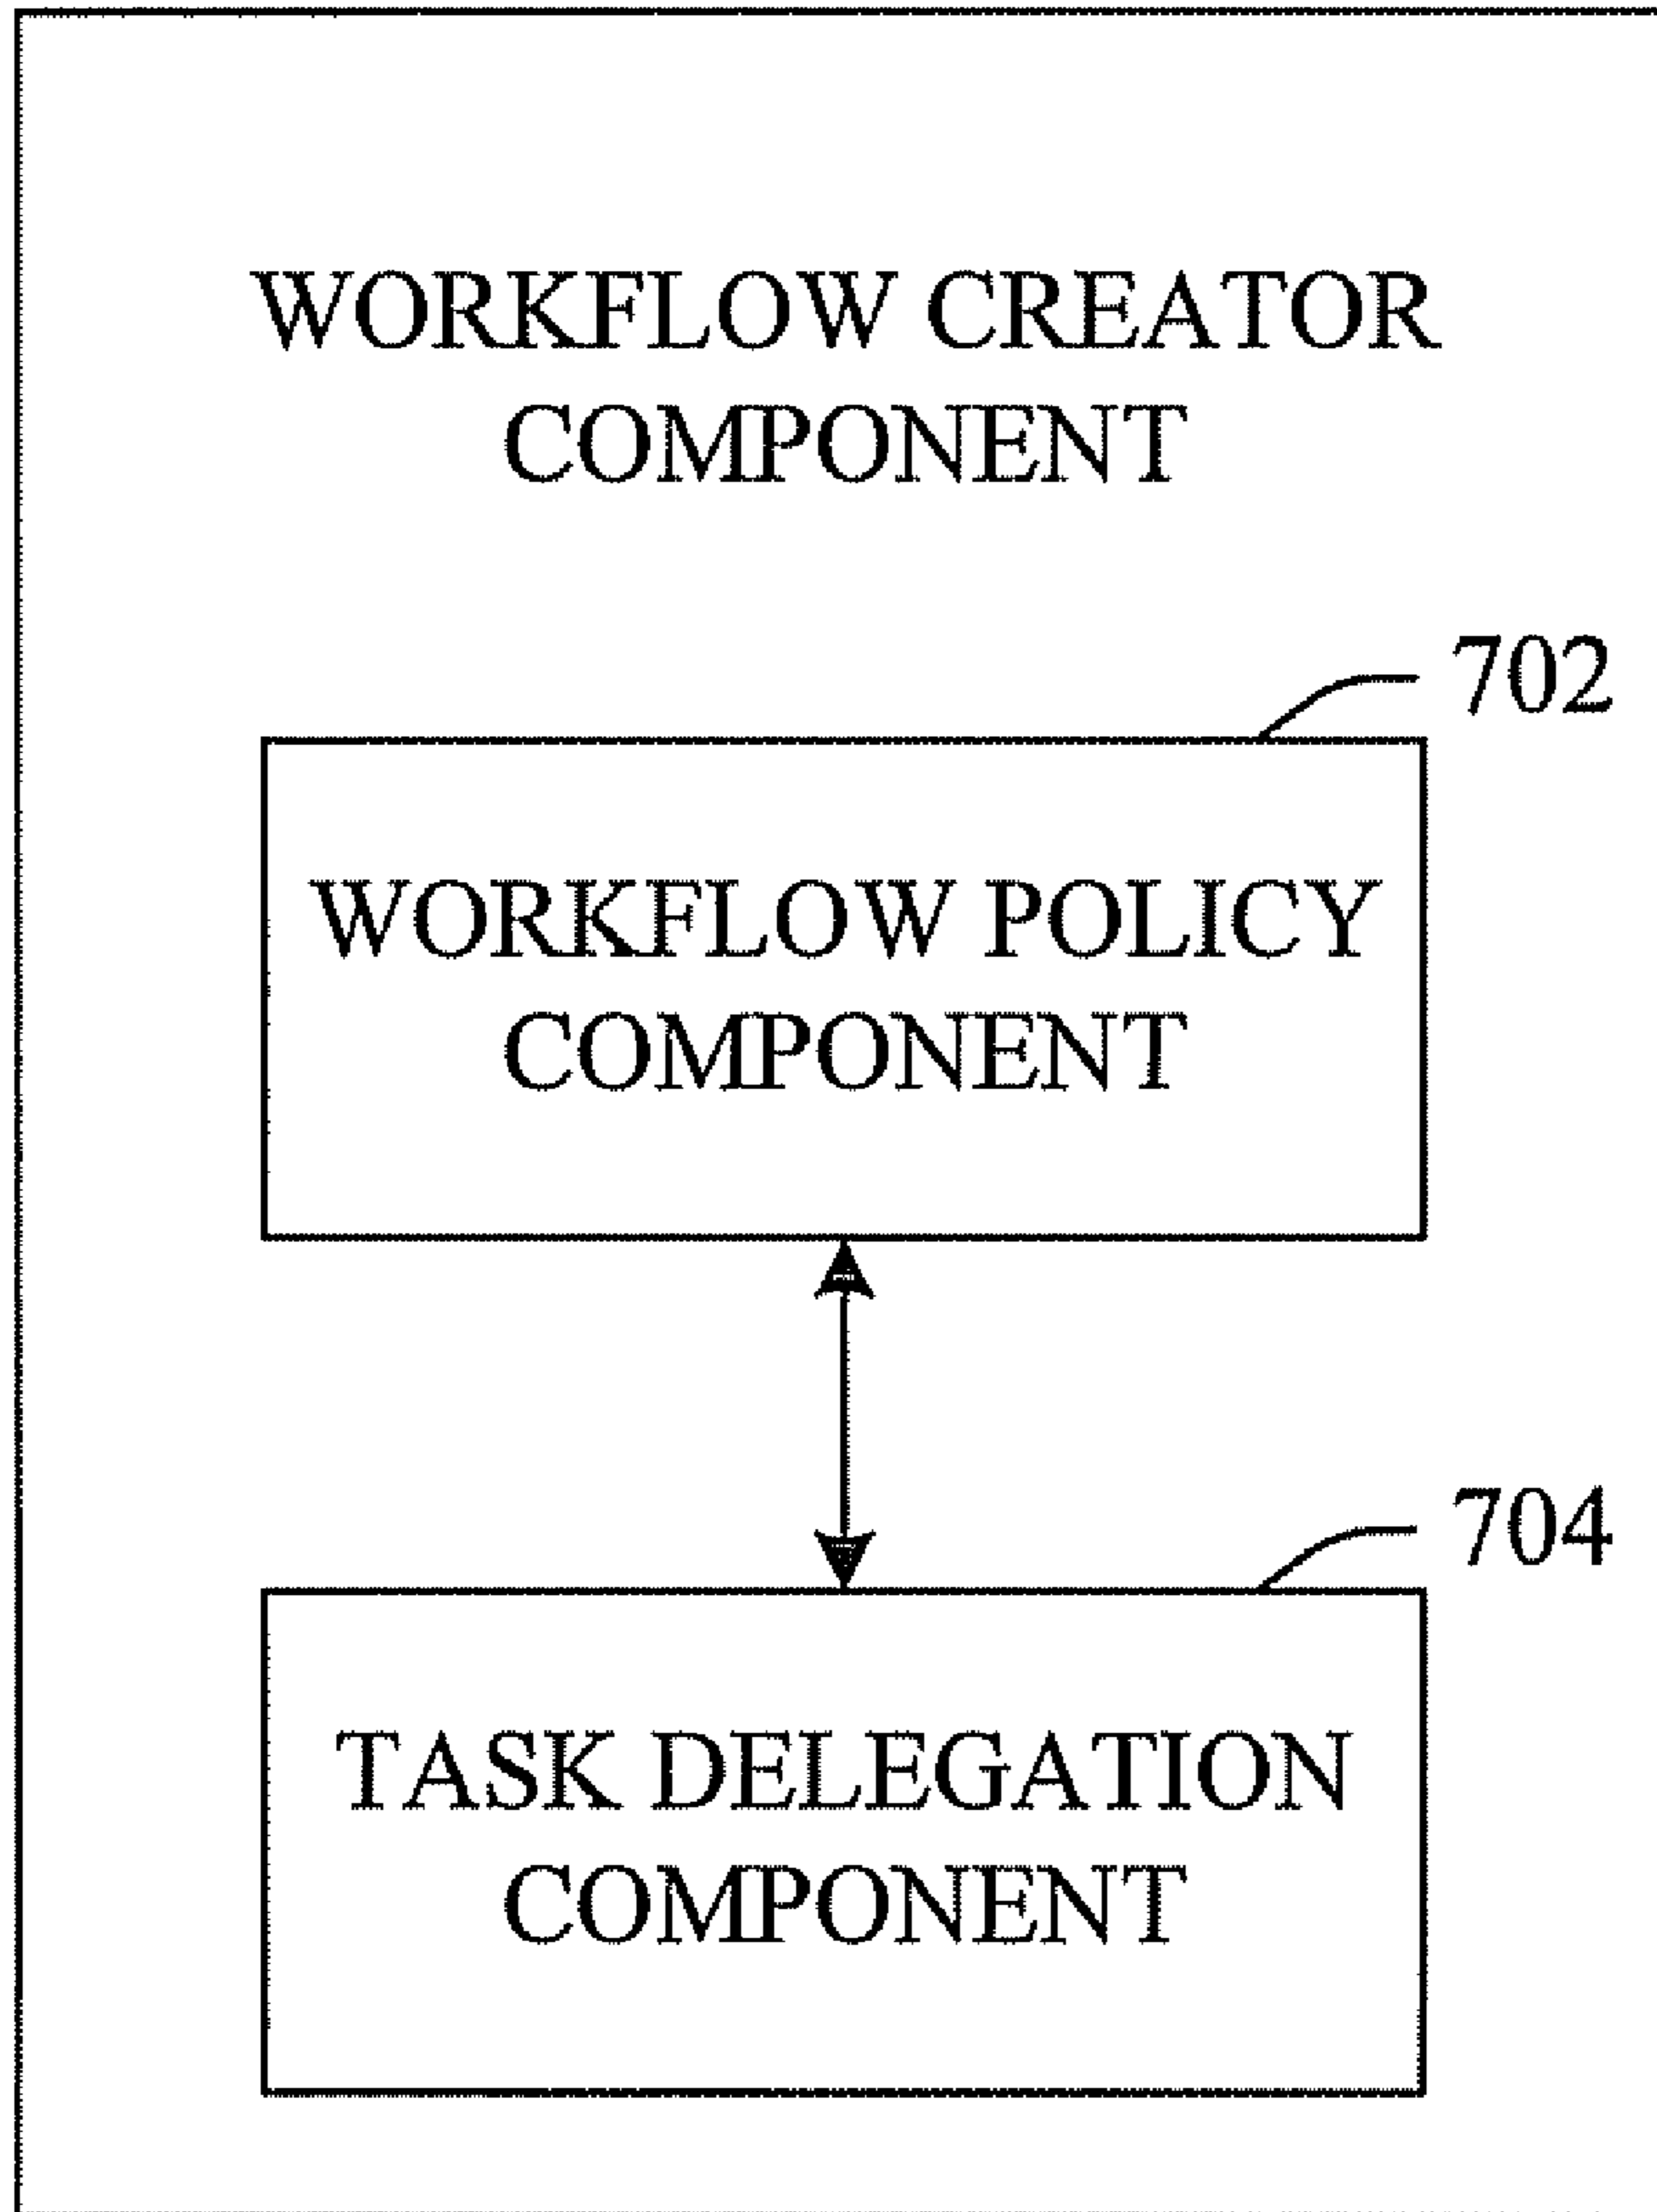 WORKFLOW CREATOR
COMPONENT
702
WORKFLOW POLICY
COMPONENT
704
TASK DELEGATION
COMPONENT